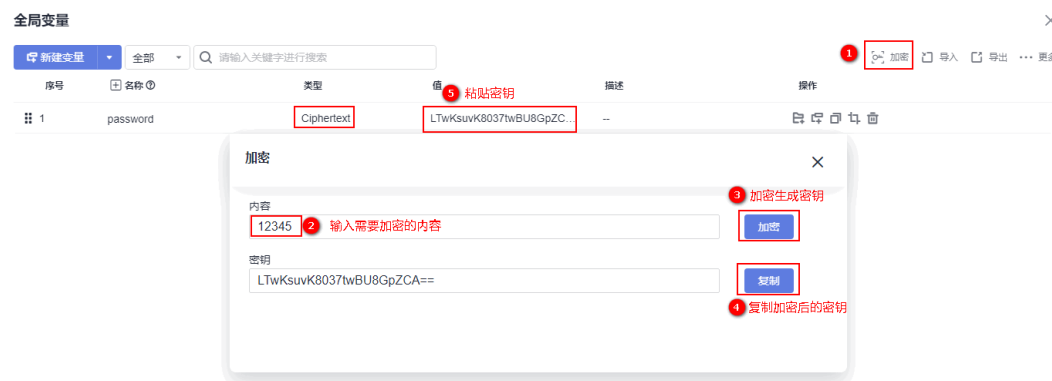 全局变量
新建变量 全部 请输入关键字进行搜索 1 加密 导入 导出 更多
序号 名称 类型 值 描述 操作
5 粘贴密钥
1 password Ciphertext LTwKsuvK8037twBU8GpZC... --
加密
3 加密生成密钥
内容
12345 2 输入需要加密的内容 加密
密钥
LTwKsuvK8037twBU8GpZCA== 复制
4 复制加密后的密钥